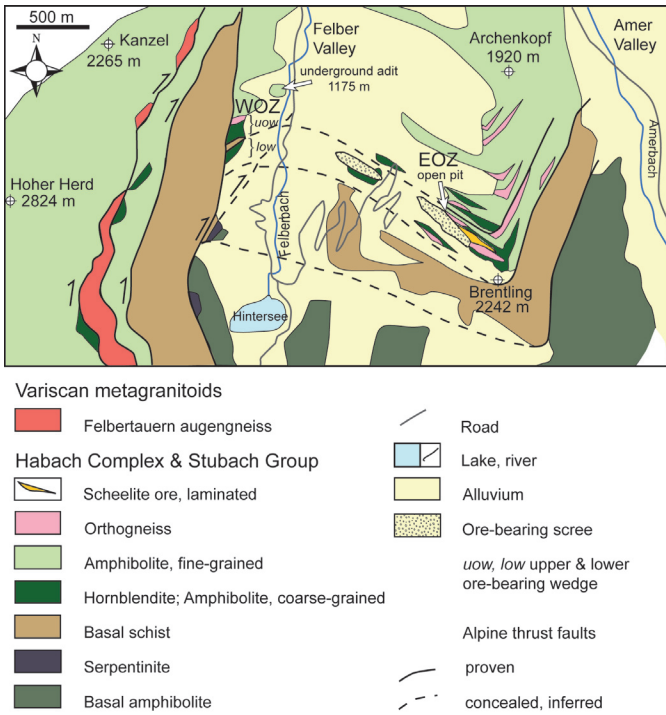 500 m
N
Kanzel
2265 m
Felber
Valley
underground adit
1175 m
Archenkopf
1920 m
Amer
Valley
Amerbach
WOZ
uow
low
EOZ
open pit
Hoher Herd
2824 m
Felberbach
Hintersee
Brentling
2242 m
Variscan metagranitoids
Felbertauern augengneiss
Habach Complex & Stubach Group
Scheelite ore, laminated
Orthogneiss
Amphibolite, fine-grained
Hornblendite; Amphibolite, coarse-grained
Basal schist
Serpentinite
Basal amphibolite
Road
Lake, river
Alluvium
Ore-bearing scree
uow, low upper & lower
ore-bearing wedge
Alpine thrust faults
proven
concealed, inferred